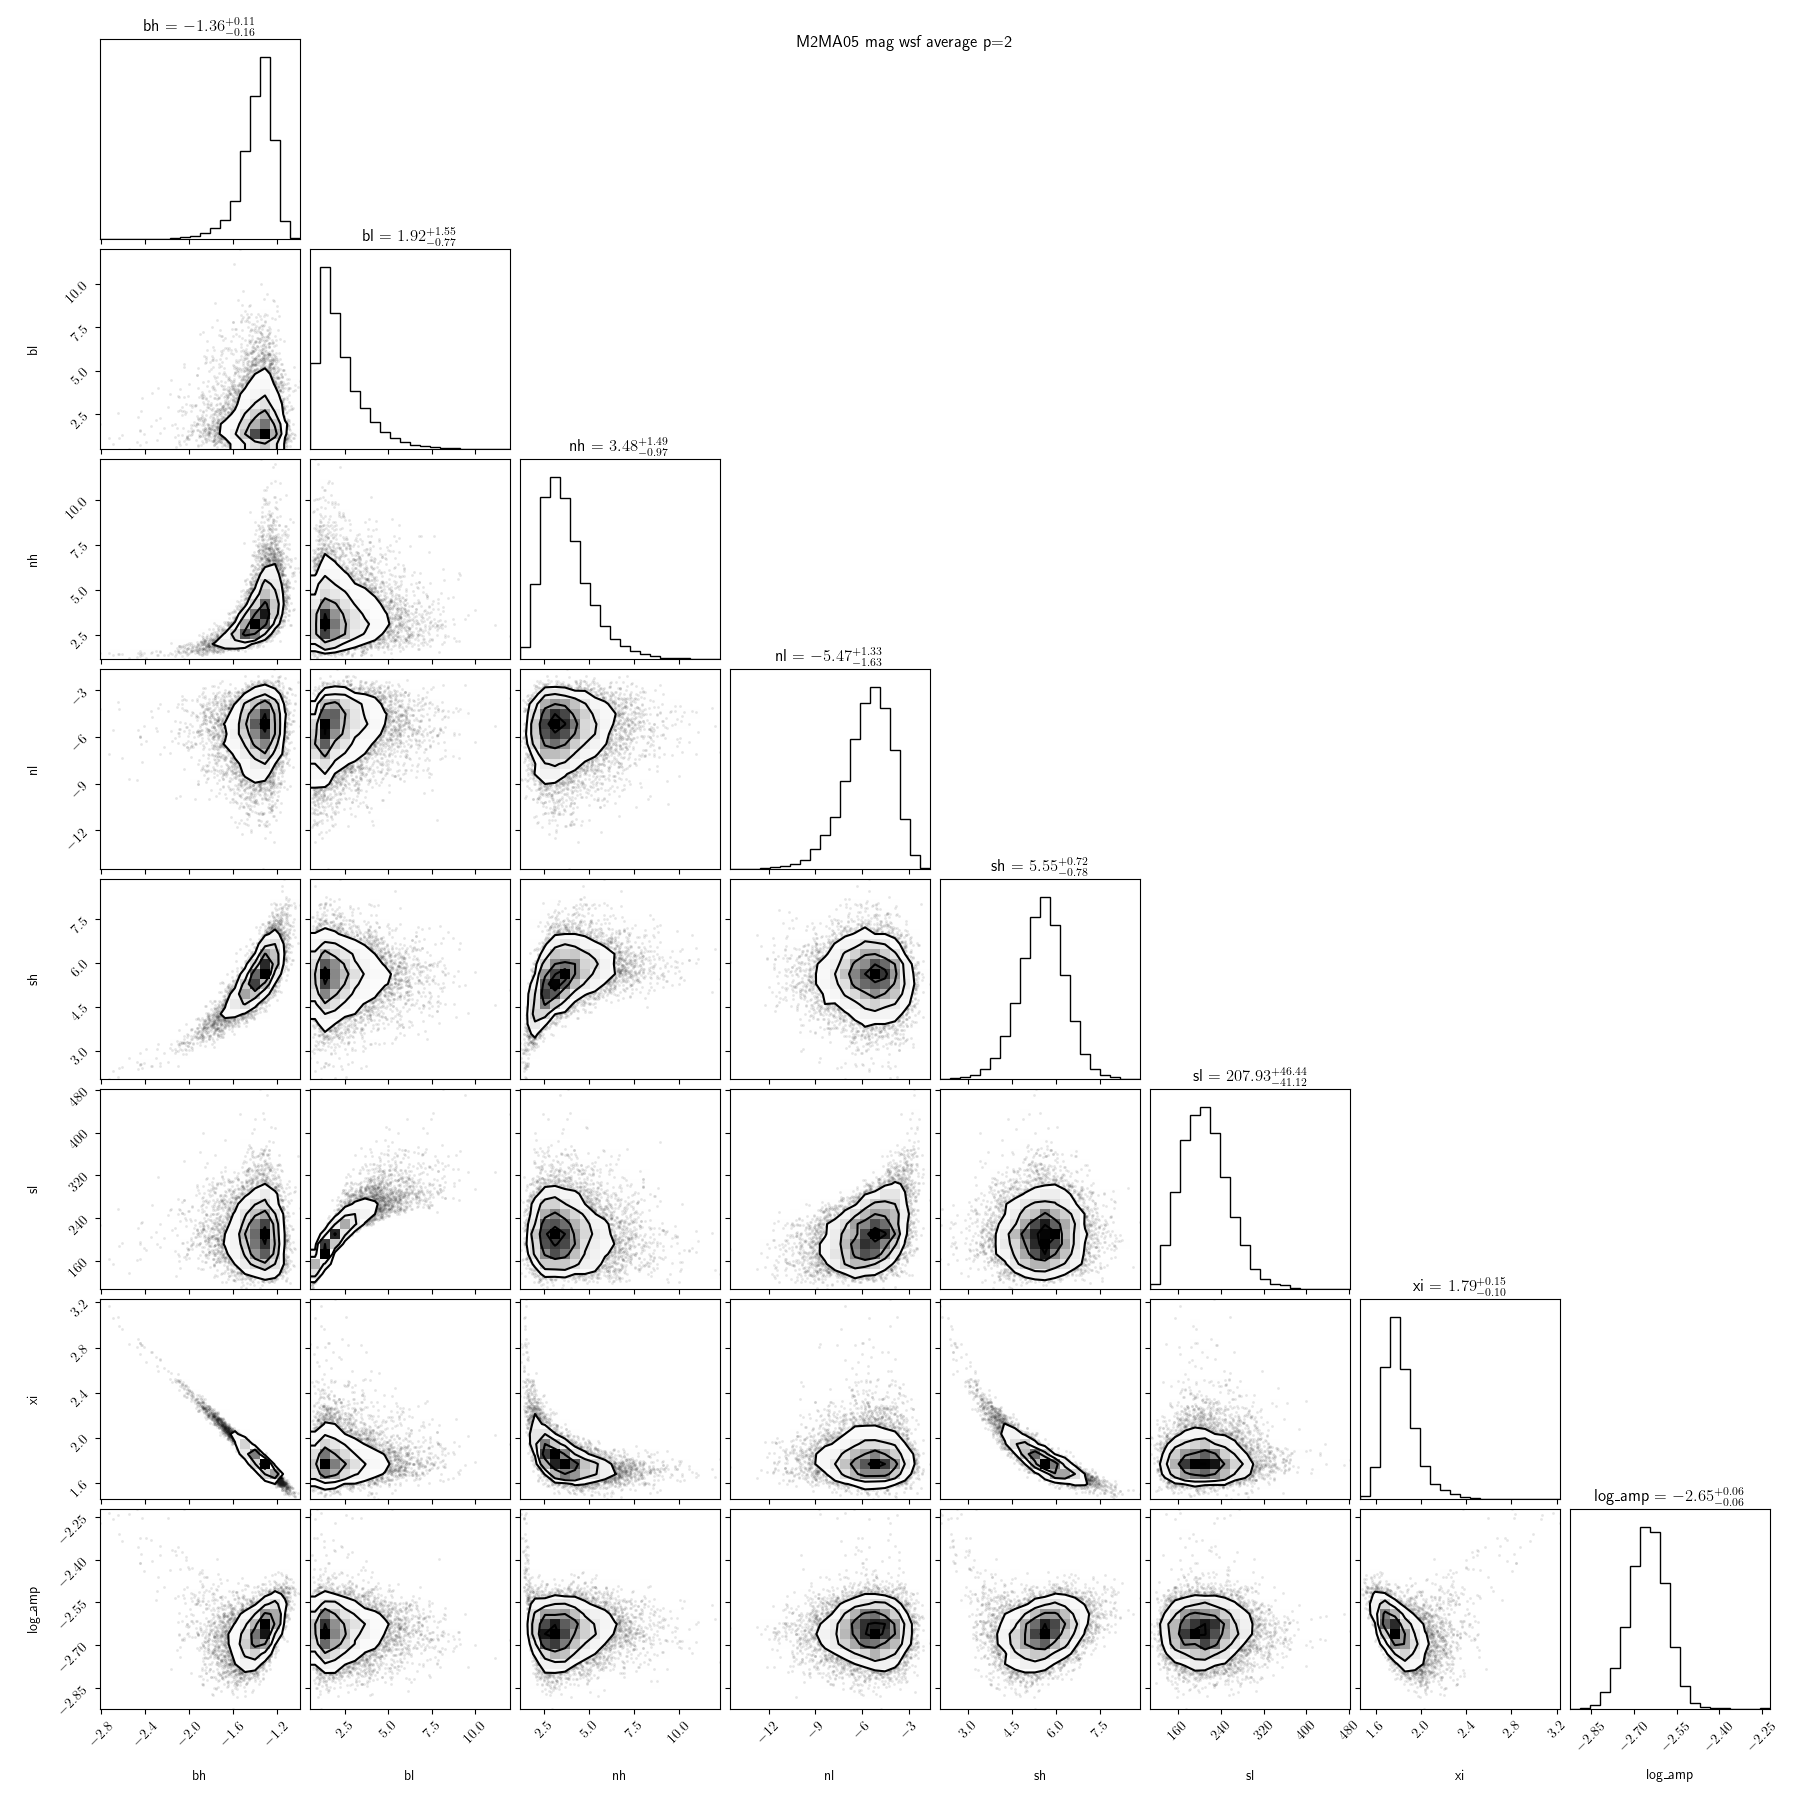 M2MA05 mag wsf average p=2
bh = −1.36+0.11−0.16
bl = 1.92+1.55−0.77
nh = 3.48+1.49−0.97
nl = −5.47+1.33−1.63
sh = 5.55+0.72−0.78
sl = 207.93+46.44−41.12
xi = 1.79+0.15−0.10
log_amp = −2.65+0.06−0.06
bl
10.0
7.5
5.0
2.5
nh
10.0
7.5
5.0
2.5
nl
−3
−6
−9
−12
sh
7.5
6.0
4.5
3.0
sl
480
400
320
240
160
xi
3.2
2.8
2.4
2.0
1.6
log_amp
−2.25
−2.40
−2.55
−2.70
−2.85
−2.8 −2.4 −2.0 −1.6 −1.2
2.5 5.0 7.5 10.0
2.5 5.0 7.5 10.0
−12 −9 −6 −3
3.0 4.5 6.0 7.5
160 240 320 400 480
1.6 2.0 2.4 2.8 3.2
−2.85 −2.70 −2.55 −2.40 −2.25
bh bl nh nl sh sl xi log_amp